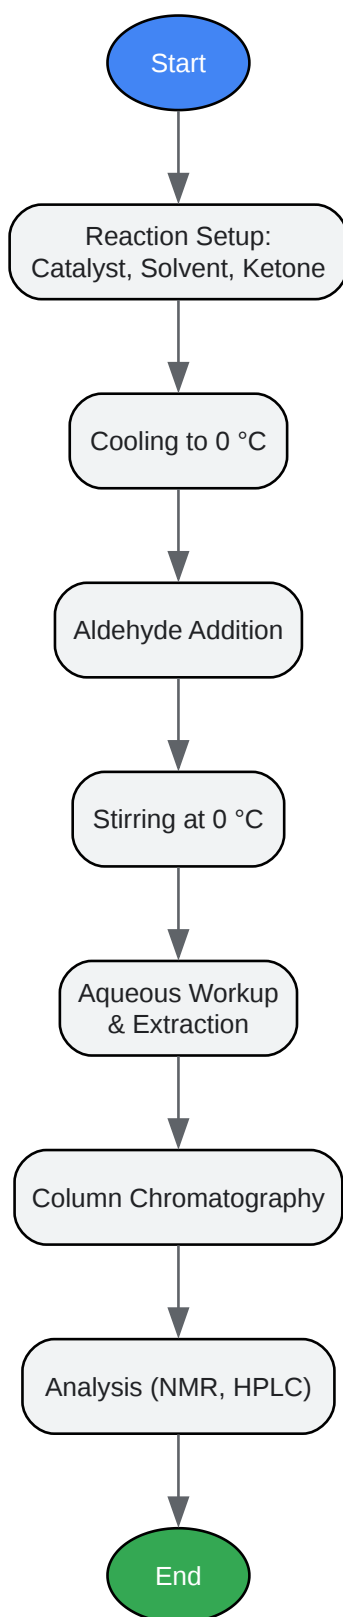 Start
Reaction Setup:
Catalyst, Solvent, Ketone
Cooling to 0 °C
Aldehyde Addition
Stirring at 0 °C
Aqueous Workup
& Extraction
Column Chromatography
Analysis (NMR, HPLC)
End